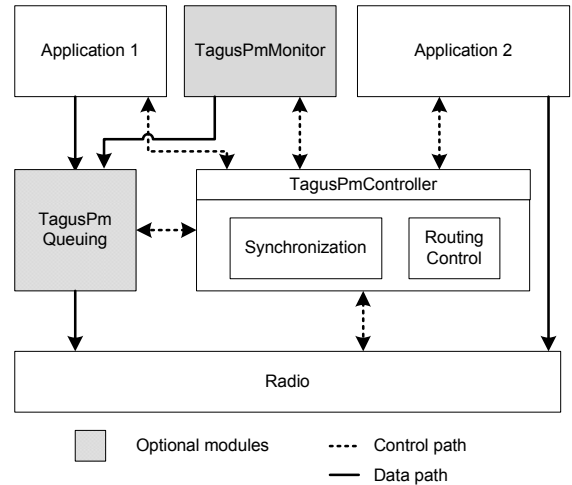 Application 1
TagusPmMonitor
Application 2
TagusPmController
TagusPm
Queuing
Synchronization
Routing
Control
Radio
Optional modules
Control path
Data path